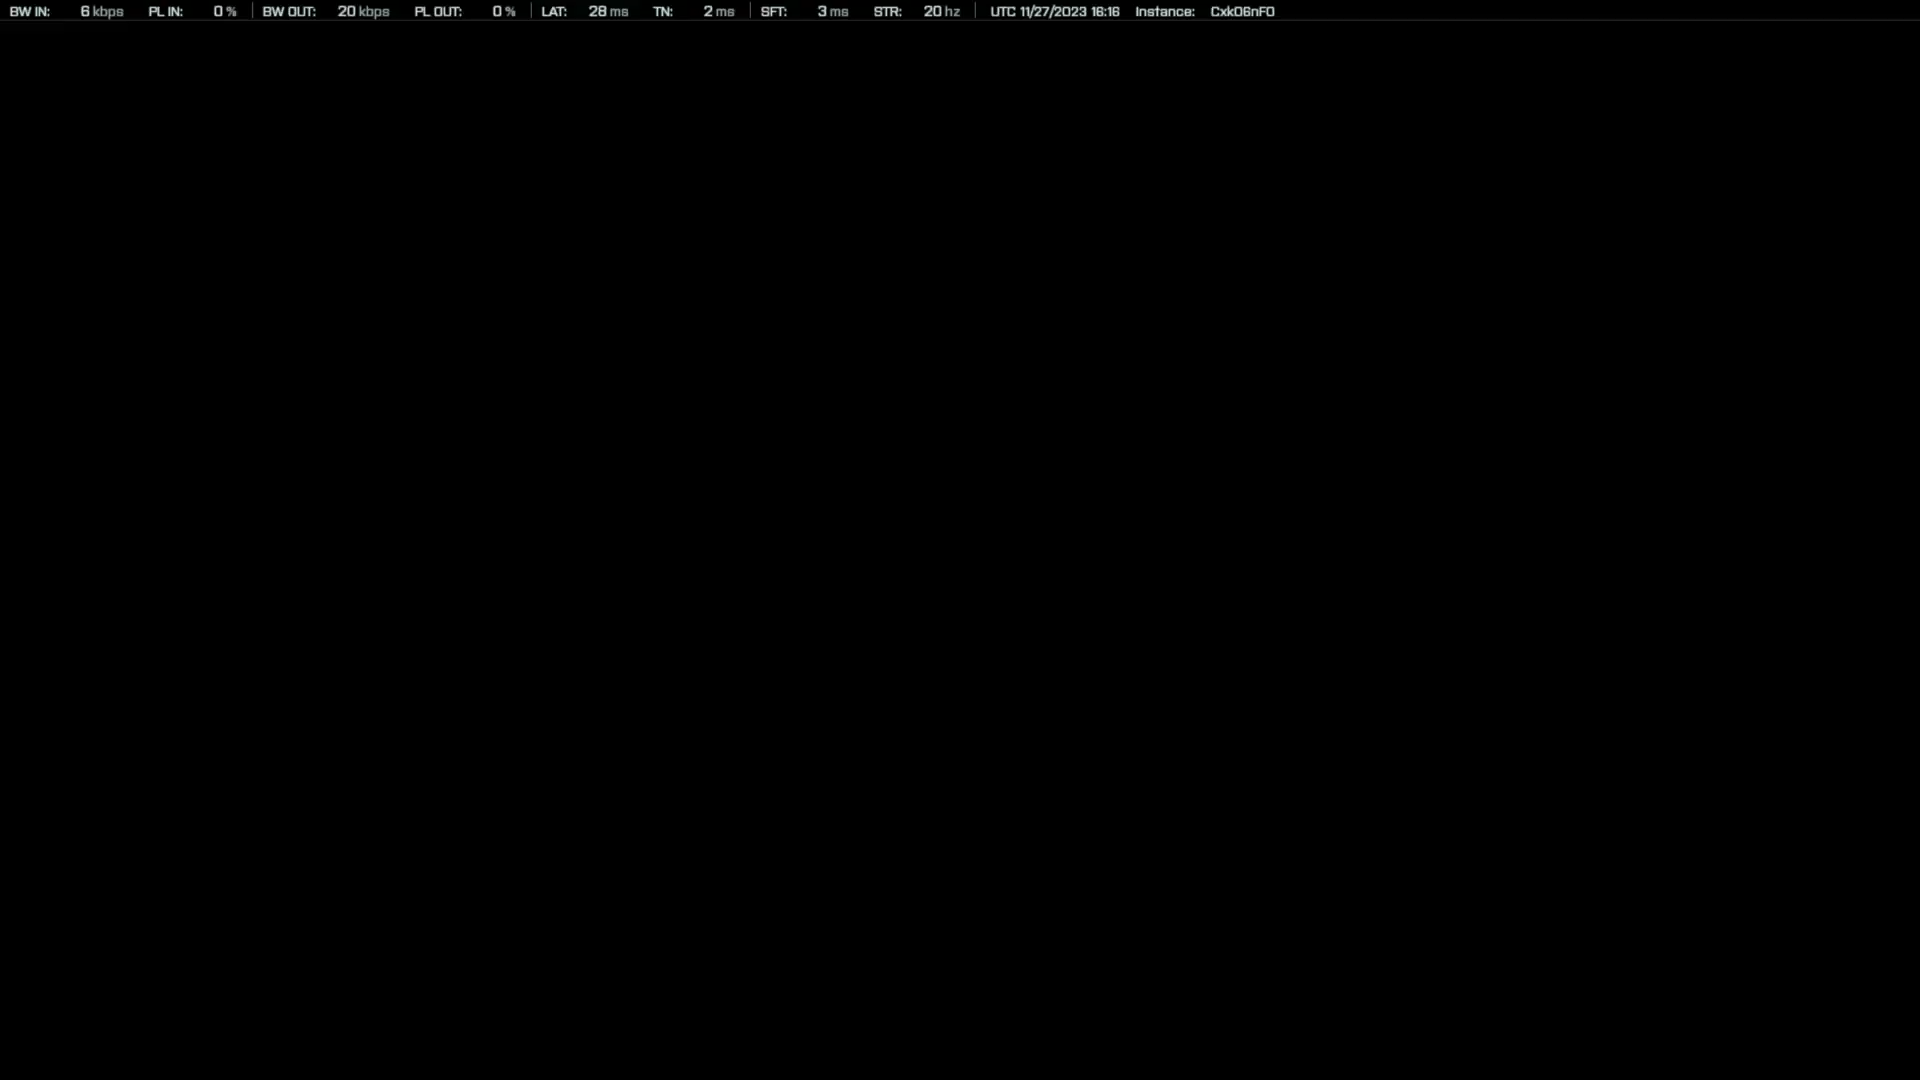 BW IN: 6 kbps PL IN: 0 % BW OUT: 20 kbps PL OUT: 0 % LAT: 28 ms TN: 2 ms SFT: 3 ms STR: 20 hz UTC 11/27/2023 16:16 Instance: Cxk06nF0